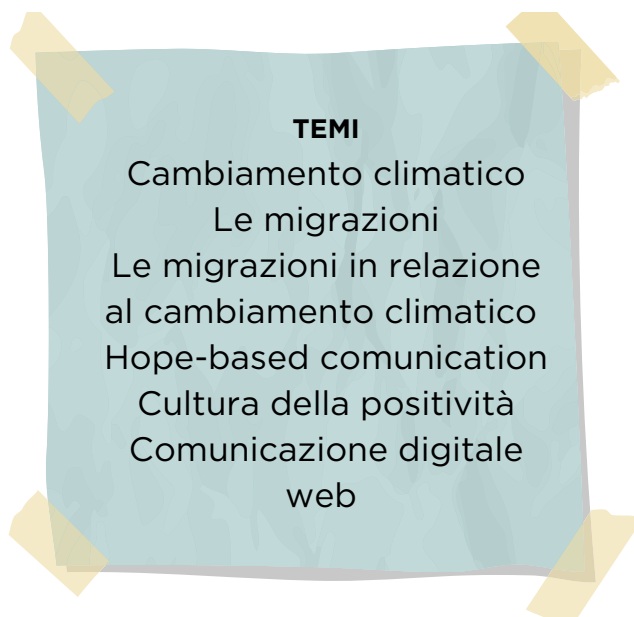 TEMI
Cambiamento climatico
Le migrazioni
Le migrazioni in relazione
al cambiamento climatico
Hope-based comunication
Cultura della positività
Comunicazione digitale
web